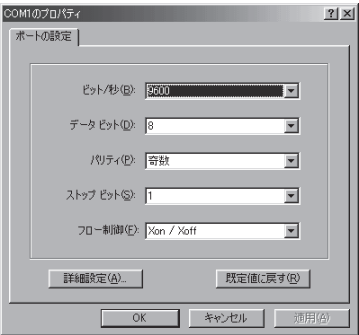 COM1のプロパティ
ポートの設定
ビット/秒(B): 9600
データ ビット(D): 8
パリティ(P): 奇数
ストップ ビット(S): 1
フロー制御(F): Xon / Xoff
詳細設定(A)... 既定値に戻す(R)
OK キャンセル 適用(A)